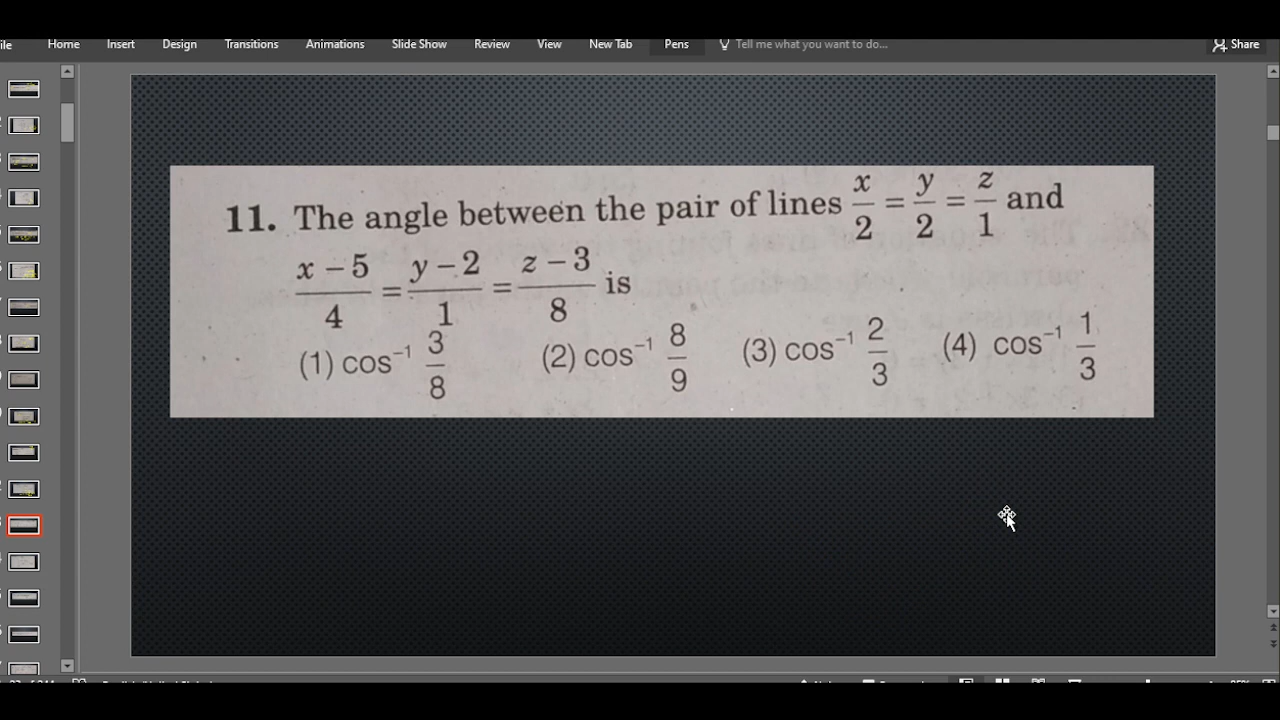 File Home Insert Design Transitions Animations Slide Show Review View New Tab Pens Tell me what you want to do... Share
11. The angle between the pair of lines x/2 = y/2 = z/1 and
x − 5/4 = y − 2/1 = z − 3/8 is
(1) cos⁻¹ 3/8 (2) cos⁻¹ 8/9 (3) cos⁻¹ 2/3 (4) cos⁻¹ 1/3